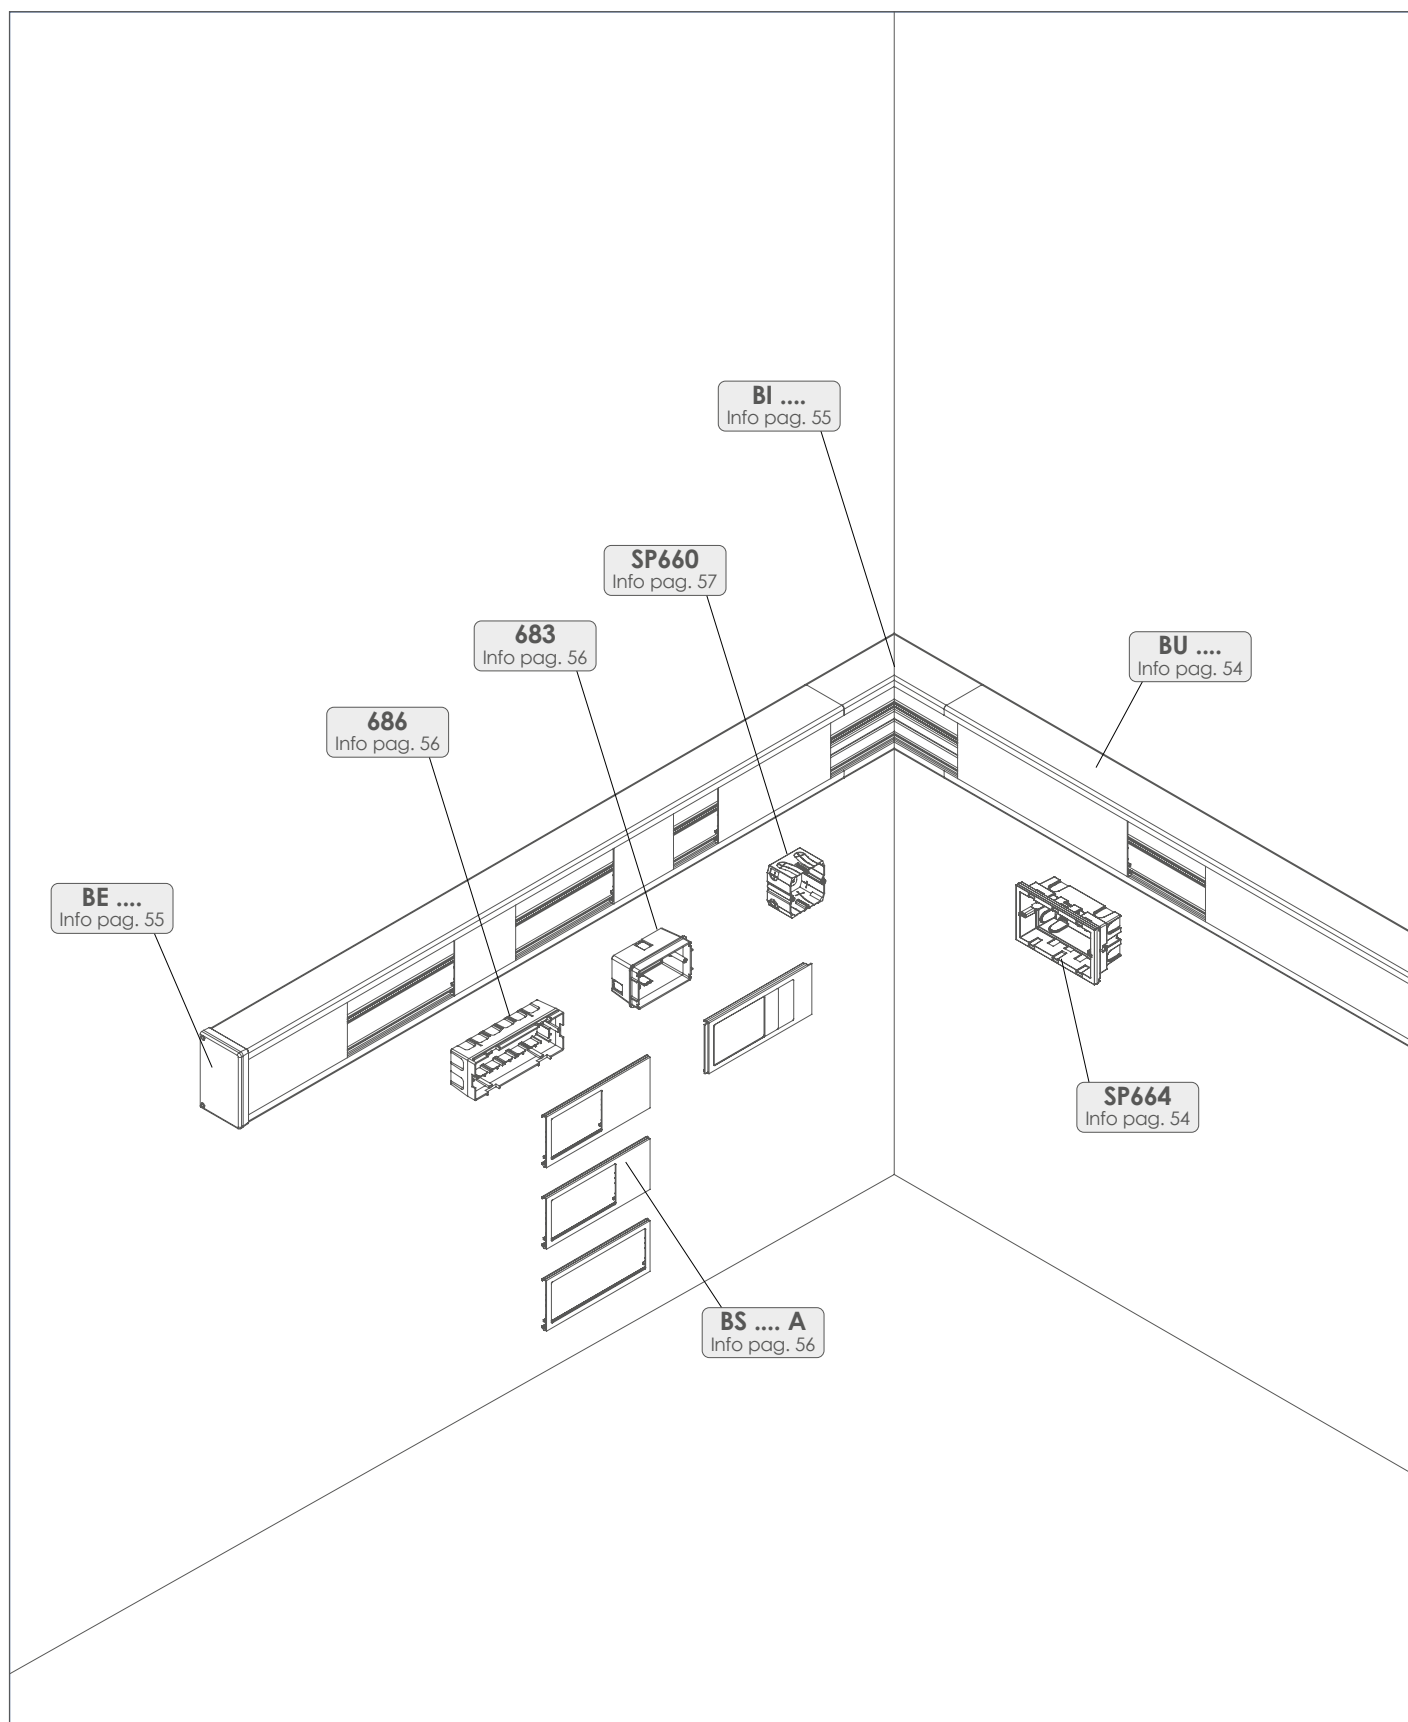 BI ....
Info pag. 55
SP660
Info pag. 57
683
Info pag. 56
BU ....
Info pag. 54
686
Info pag. 56
BE ....
Info pag. 55
SP664
Info pag. 54
BS .... A
Info pag. 56